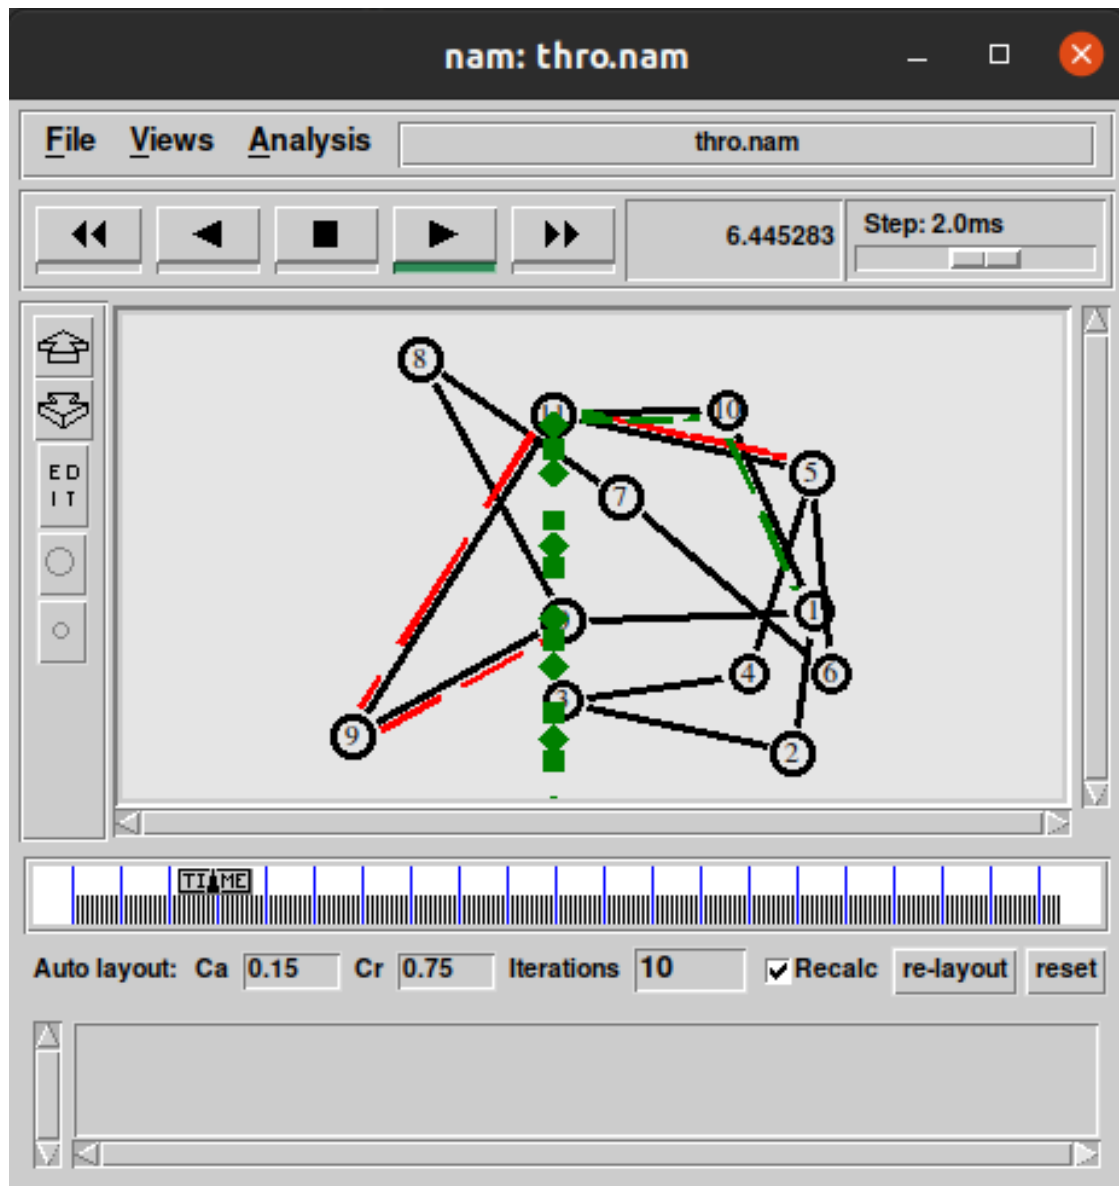 nam: thro.nam
File Views Analysis thro.nam
6.445283 Step: 2.0ms
E D
I T
8
11 10
5
7
1
4 6
3
9
2
TIME
Auto layout: Ca 0.15 Cr 0.75 Iterations 10 Recalc re-layout reset